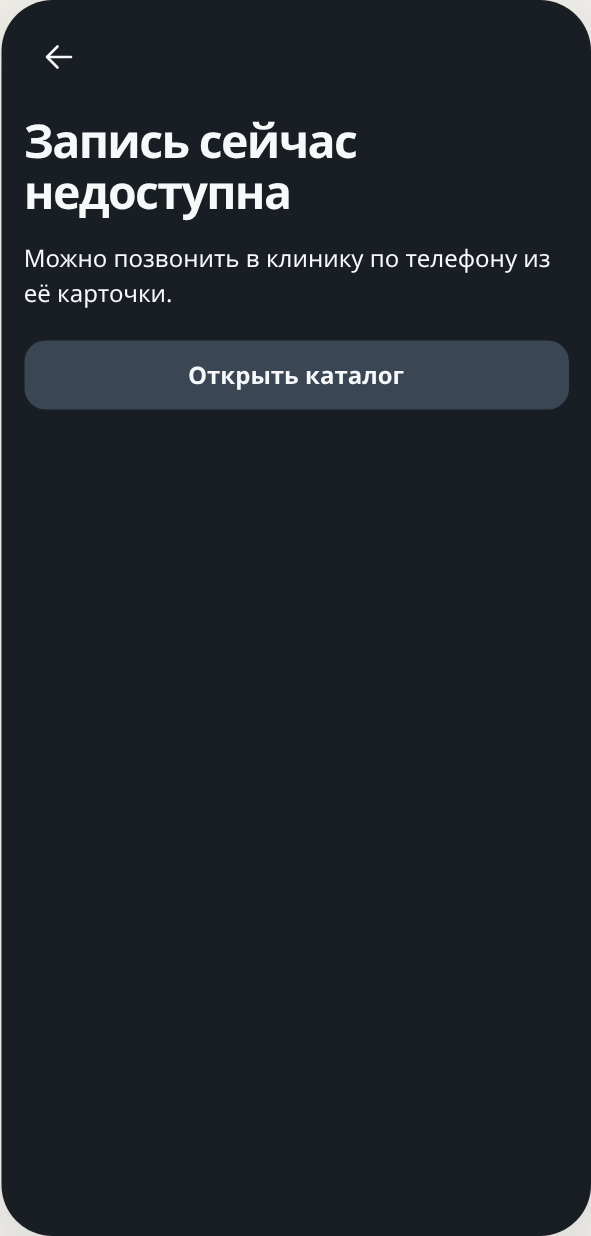 Запись сейчас
недоступна
Можно позвонить в клинику по телефону из
её карточки.
Открыть каталог